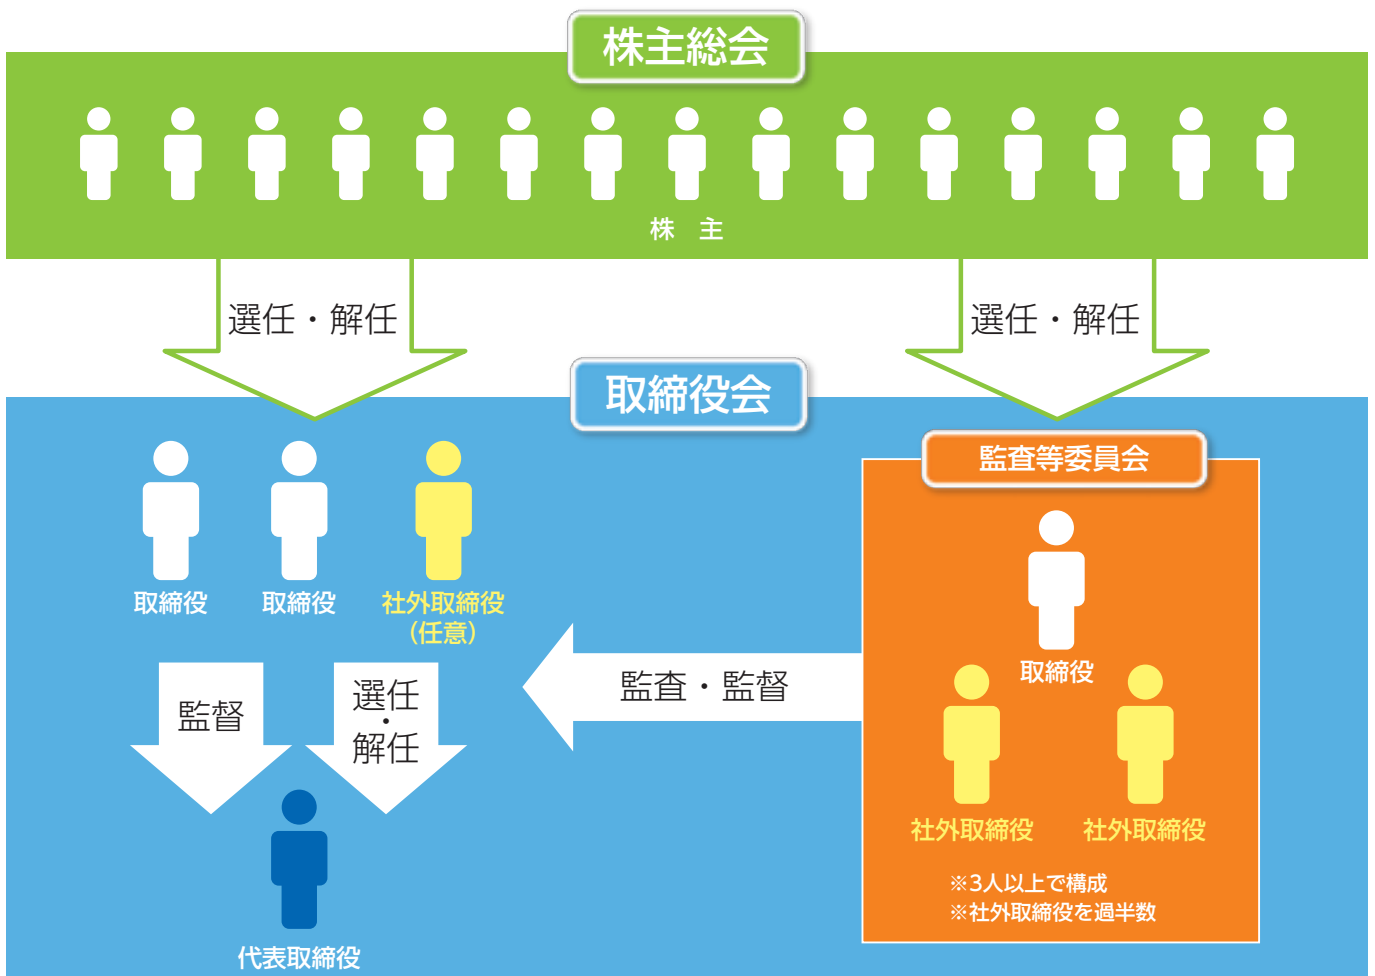 株主総会
株　主
選任・解任
選任・解任
取締役会
監査等委員会
取締役
取締役
社外取締役
（任意）
監督
選任
・
解任
代表取締役
監査・監督
取締役
社外取締役
社外取締役
※3人以上で構成
※社外取締役を過半数